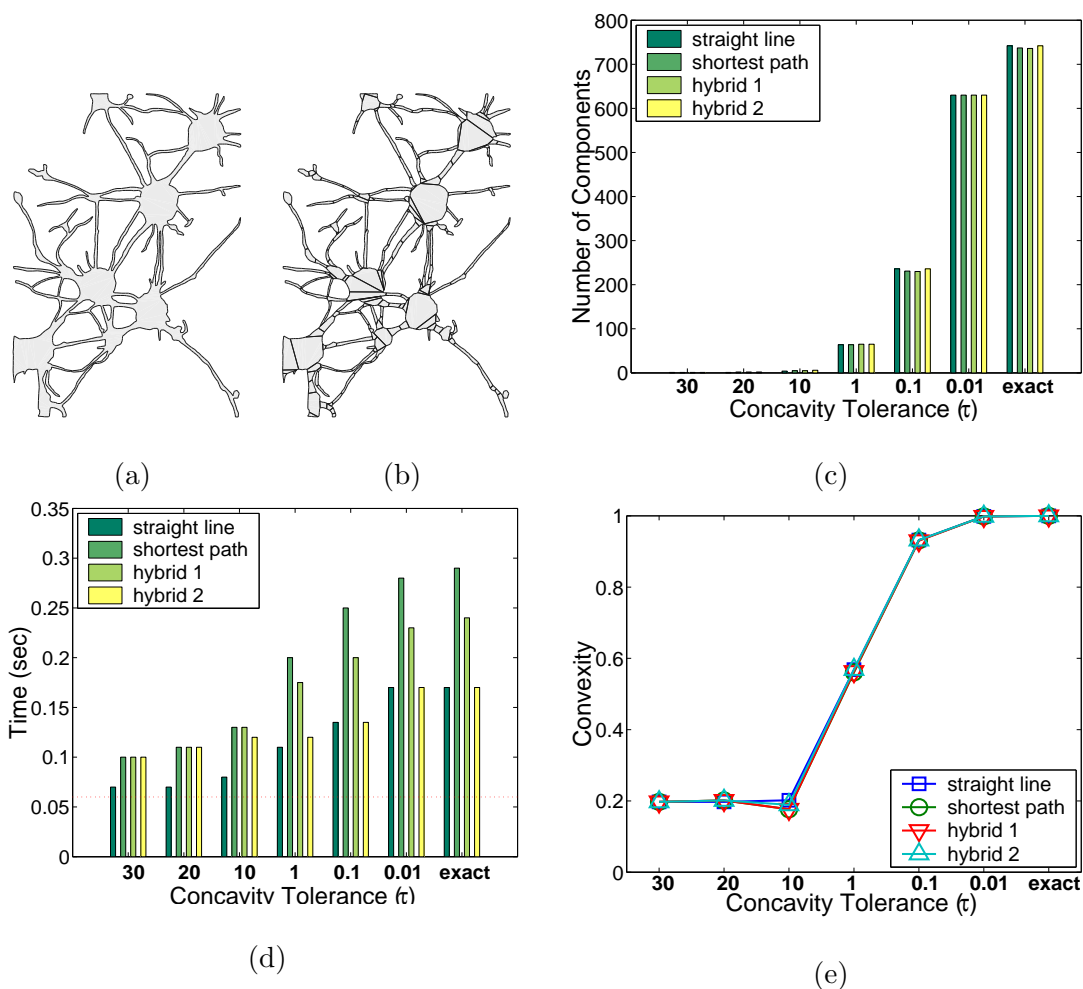 800
700
600
500
400
300
200
100
0
Number of Components
straight line
shortest path
hybrid 1
hybrid 2
30 20 10 1 0.1 0.01 exact
Concavity Tolerance (τ)
(a) (b) (c)
0.35
0.3
0.25
0.2
0.15
0.1
0.05
0
Time (sec)
straight line
shortest path
hybrid 1
hybrid 2
30 20 10 1 0.1 0.01 exact
Concavity Tolerance (τ)
(d)
1
0.8
0.6
0.4
0.2
0
Convexity
straight line
shortest path
hybrid 1
hybrid 2
30 20 10 1 0.1 0.01 exact
Concavity Tolerance (τ)
(e)